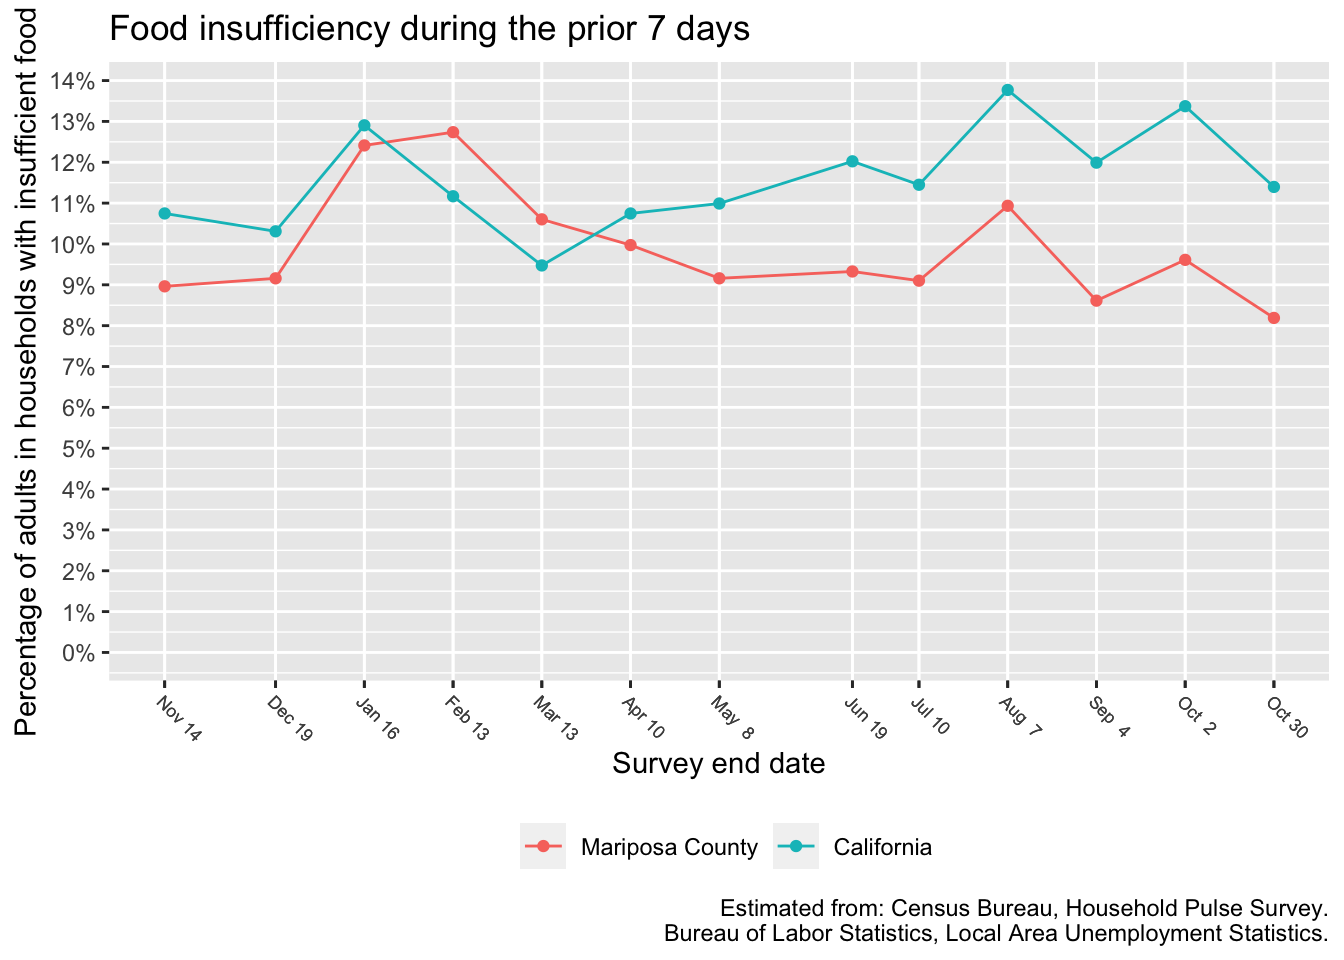 Food insufficiency during the prior 7 days
Percentage of adults in households with insufficient food
14%
13%
12%
11%
10%
9%
8%
7%
6%
5%
4%
3%
2%
1%
0%
Nov 14
Dec 19
Jan 16
Feb 13
Mar 13
Apr 10
May 8
Jun 19
Jul 10
Aug 7
Sep 4
Oct 2
Oct 30
Survey end date
Mariposa County
California
Estimated from: Census Bureau, Household Pulse Survey.
Bureau of Labor Statistics, Local Area Unemployment Statistics.